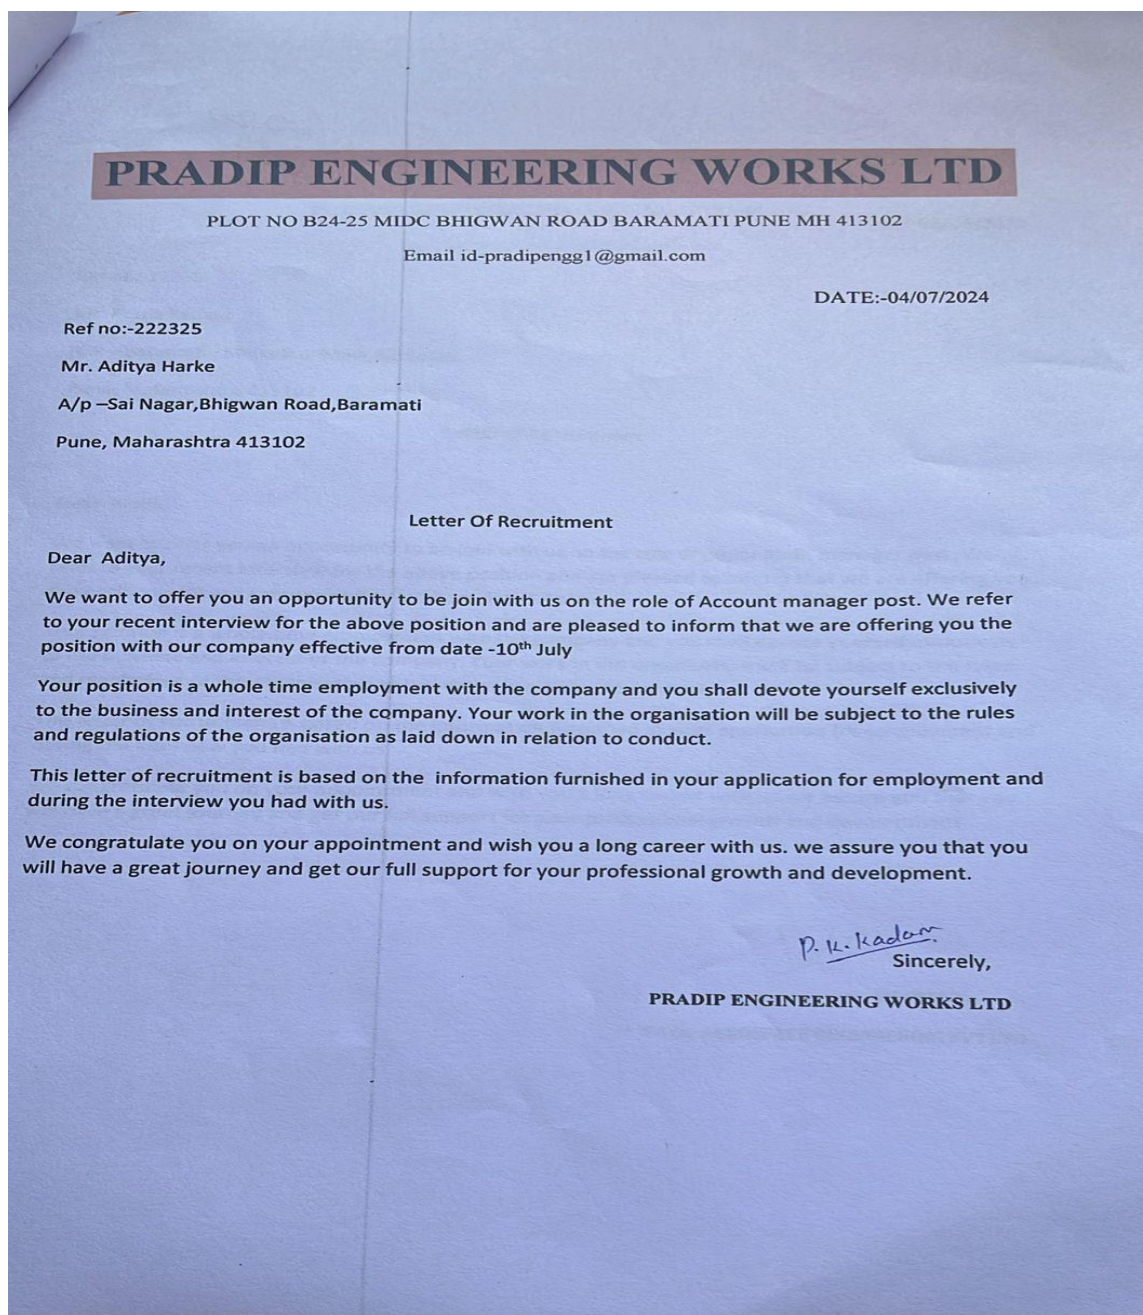 PRADIP ENGINEERING WORKS LTD
PLOT NO B24-25 MIDC BHIGWAN ROAD BARAMATI PUNE MH 413102
Email id-pradipengg1@gmail.com
DATE:-04/07/2024
Ref no:-222325
Mr. Aditya Harke
A/p –Sai Nagar,Bhigwan Road,Baramati
Pune, Maharashtra 413102
Letter Of Recruitment
Dear Aditya,
We want to offer you an opportunity to be join with us on the role of Account manager post. We refer
to your recent interview for the above position and are pleased to inform that we are offering you the
position with our company effective from date -10th July
Your position is a whole time employment with the company and you shall devote yourself exclusively
to the business and interest of the company. Your work in the organisation will be subject to the rules
and regulations of the organisation as laid down in relation to conduct.
This letter of recruitment is based on the information furnished in your application for employment and
during the interview you had with us.
We congratulate you on your appointment and wish you a long career with us. we assure you that you
will have a great journey and get our full support for your professional growth and development.
P. K. Kadam
Sincerely,
PRADIP ENGINEERING WORKS LTD